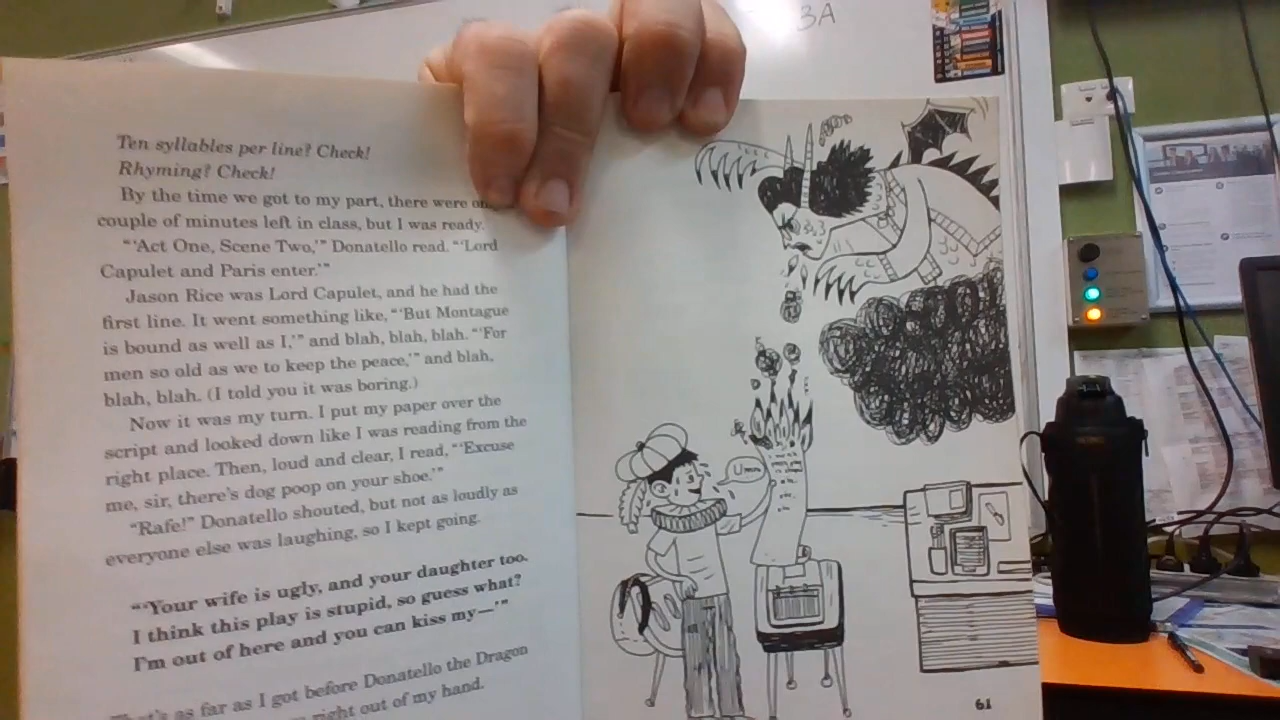 3A
Ten syllables per line? Check!
Rhyming? Check!
By the time we got to my part, there were
couple of minutes left in class, but I was ready.
“‘Act One, Scene Two,’” Donatello read. “‘Lord
Capulet and Paris enter.’”
Jason Rice was Lord Capulet, and he had the
first line. It went something like, “‘But Montague
is bound as well as I,’” and blah, blah, blah. “‘For
men so old as we to keep the peace,’” and blah,
blah, blah. (I told you it was boring.)
Now it was my turn. I put my paper over the
script and looked down like I was reading from the
right place. Then, loud and clear, I read, “‘Excuse
me, sir, there’s dog poop on your shoe.’”
“Rafe!” Donatello shouted, but not as loudly as
everyone else was laughing, so I kept going.
“‘Your wife is ugly, and your daughter too.
I think this play is stupid, so guess what?
I’m out of here and you can kiss my—’”
That’s as far as I got before Donatello the Dragon
right out of my hand.
Umm
61